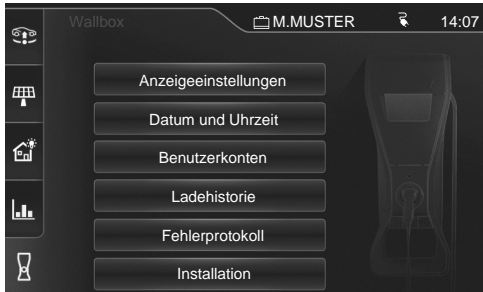 Wallbox M.MUSTER 14:07
Anzeigeeinstellungen
Datum und Uhrzeit
Benutzerkonten
Ladehistorie
Fehlerprotokoll
Installation